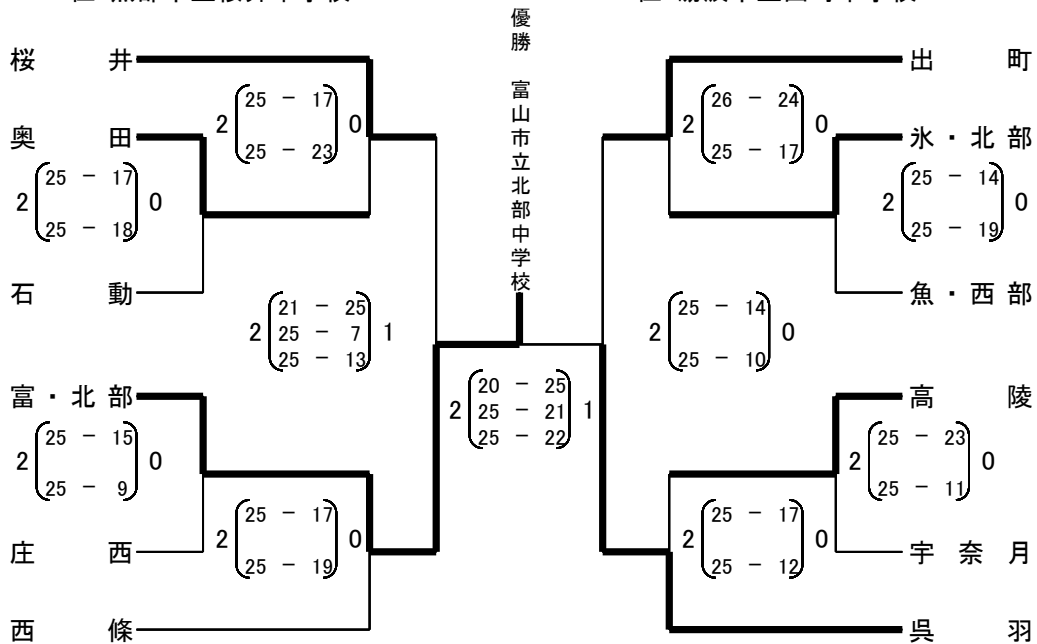 優勝 富山市立北部中学校
桜 井
奥 田
石 動
富・北 部
庄 西
西 條
出 町
氷・北 部
魚・西 部
高 陵
宇 奈 月
呉 羽
2 25 - 17 0
25 - 23
2 25 - 17 0
25 - 18
2 21 - 25 1
25 - 7
25 - 13
2 25 - 15 0
25 - 9
2 25 - 17 0
25 - 19
2 20 - 25 1
25 - 21
25 - 22
2 26 - 24 0
25 - 17
2 25 - 14 0
25 - 19
2 25 - 14 0
25 - 10
2 25 - 23 0
25 - 11
2 25 - 17 0
25 - 12